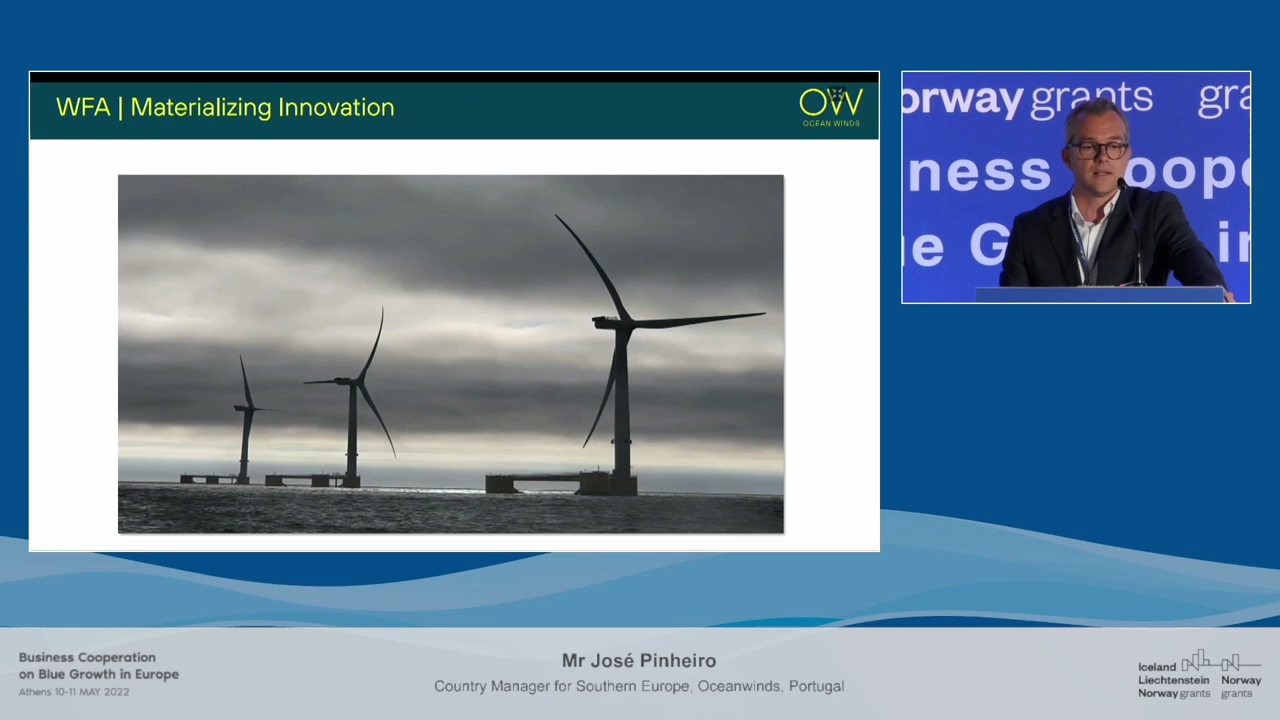 WFA | Materializing Innovation
OW
OCEAN WINDS
orway grants gra
ness oope
ue G in
Business Cooperation
on Blue Growth in Europe
Athens 10-11 MAY 2022
Mr José Pinheiro
Country Manager for Southern Europe, Oceanwinds, Portugal
Iceland
Liechtenstein Norway
Norway grants grants